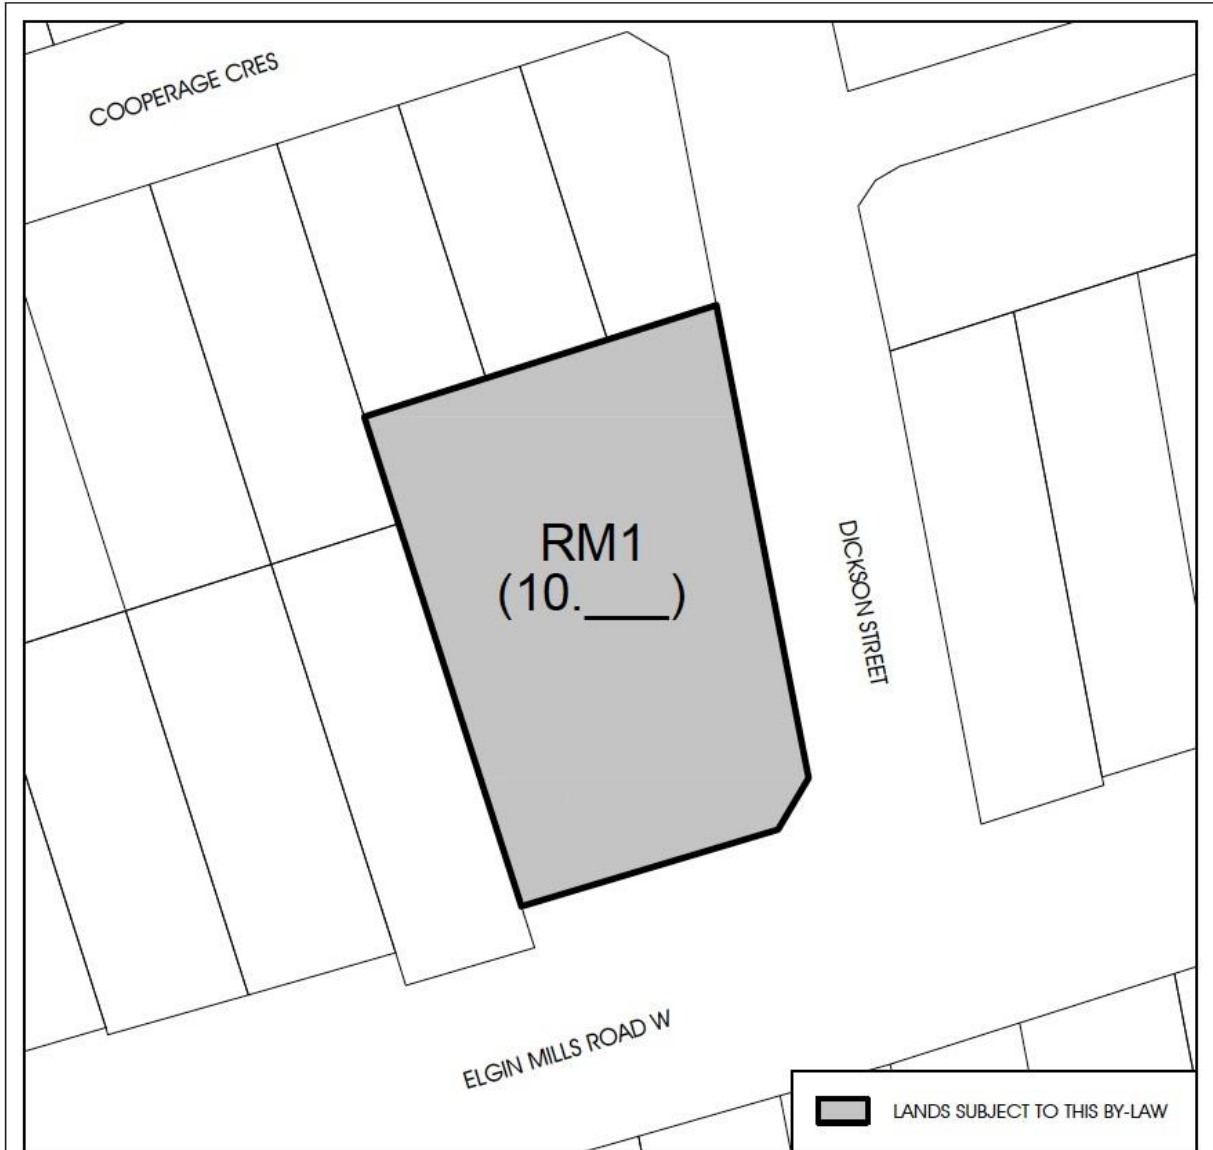 COOPERAGE CRES
RM1
(10.___)
DICKSON STREET
ELGIN MILLS ROAD W
LANDS SUBJECT TO THIS BY-LAW